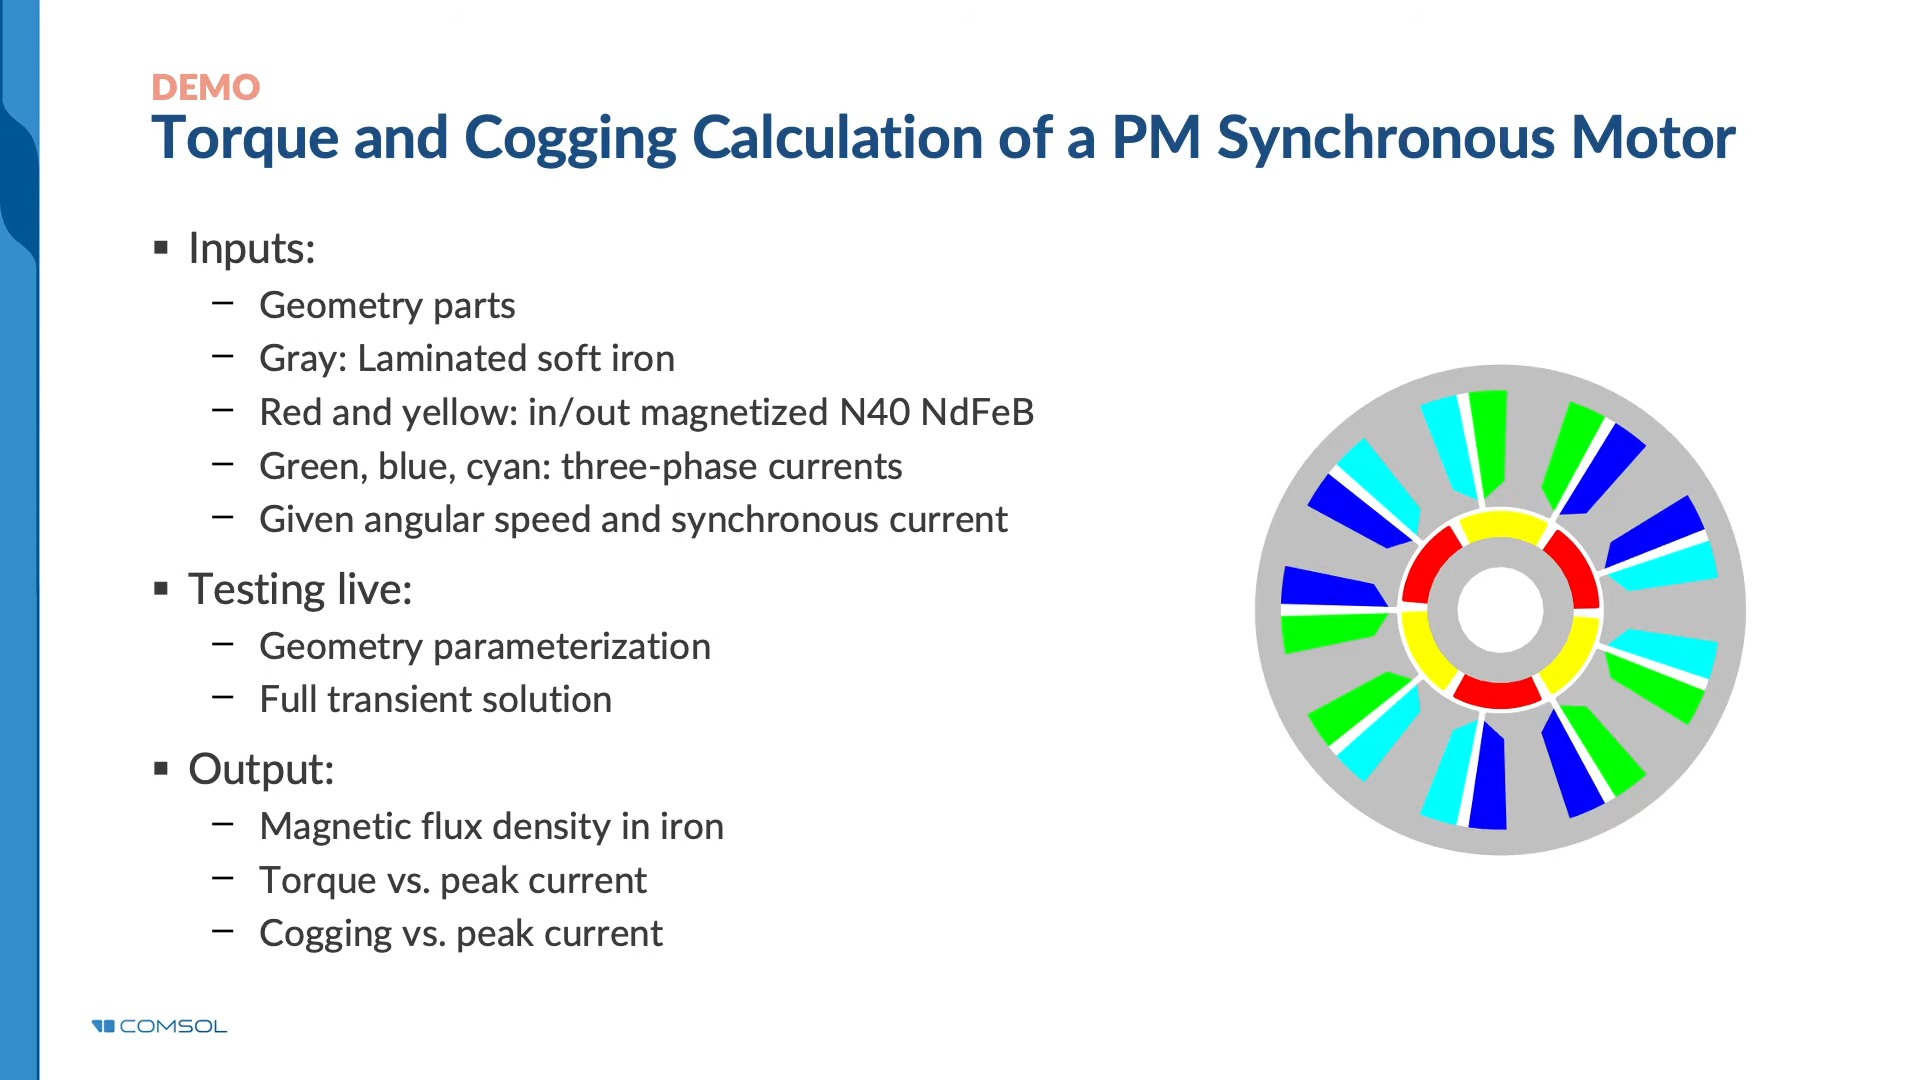 DEMO
Torque and Cogging Calculation of a PM Synchronous Motor
▪ Inputs:
– Geometry parts
– Gray: Laminated soft iron
– Red and yellow: in/out magnetized N40 NdFeB
– Green, blue, cyan: three-phase currents
– Given angular speed and synchronous current
▪ Testing live:
– Geometry parameterization
– Full transient solution
▪ Output:
– Magnetic flux density in iron
– Torque vs. peak current
– Cogging vs. peak current
COMSOL